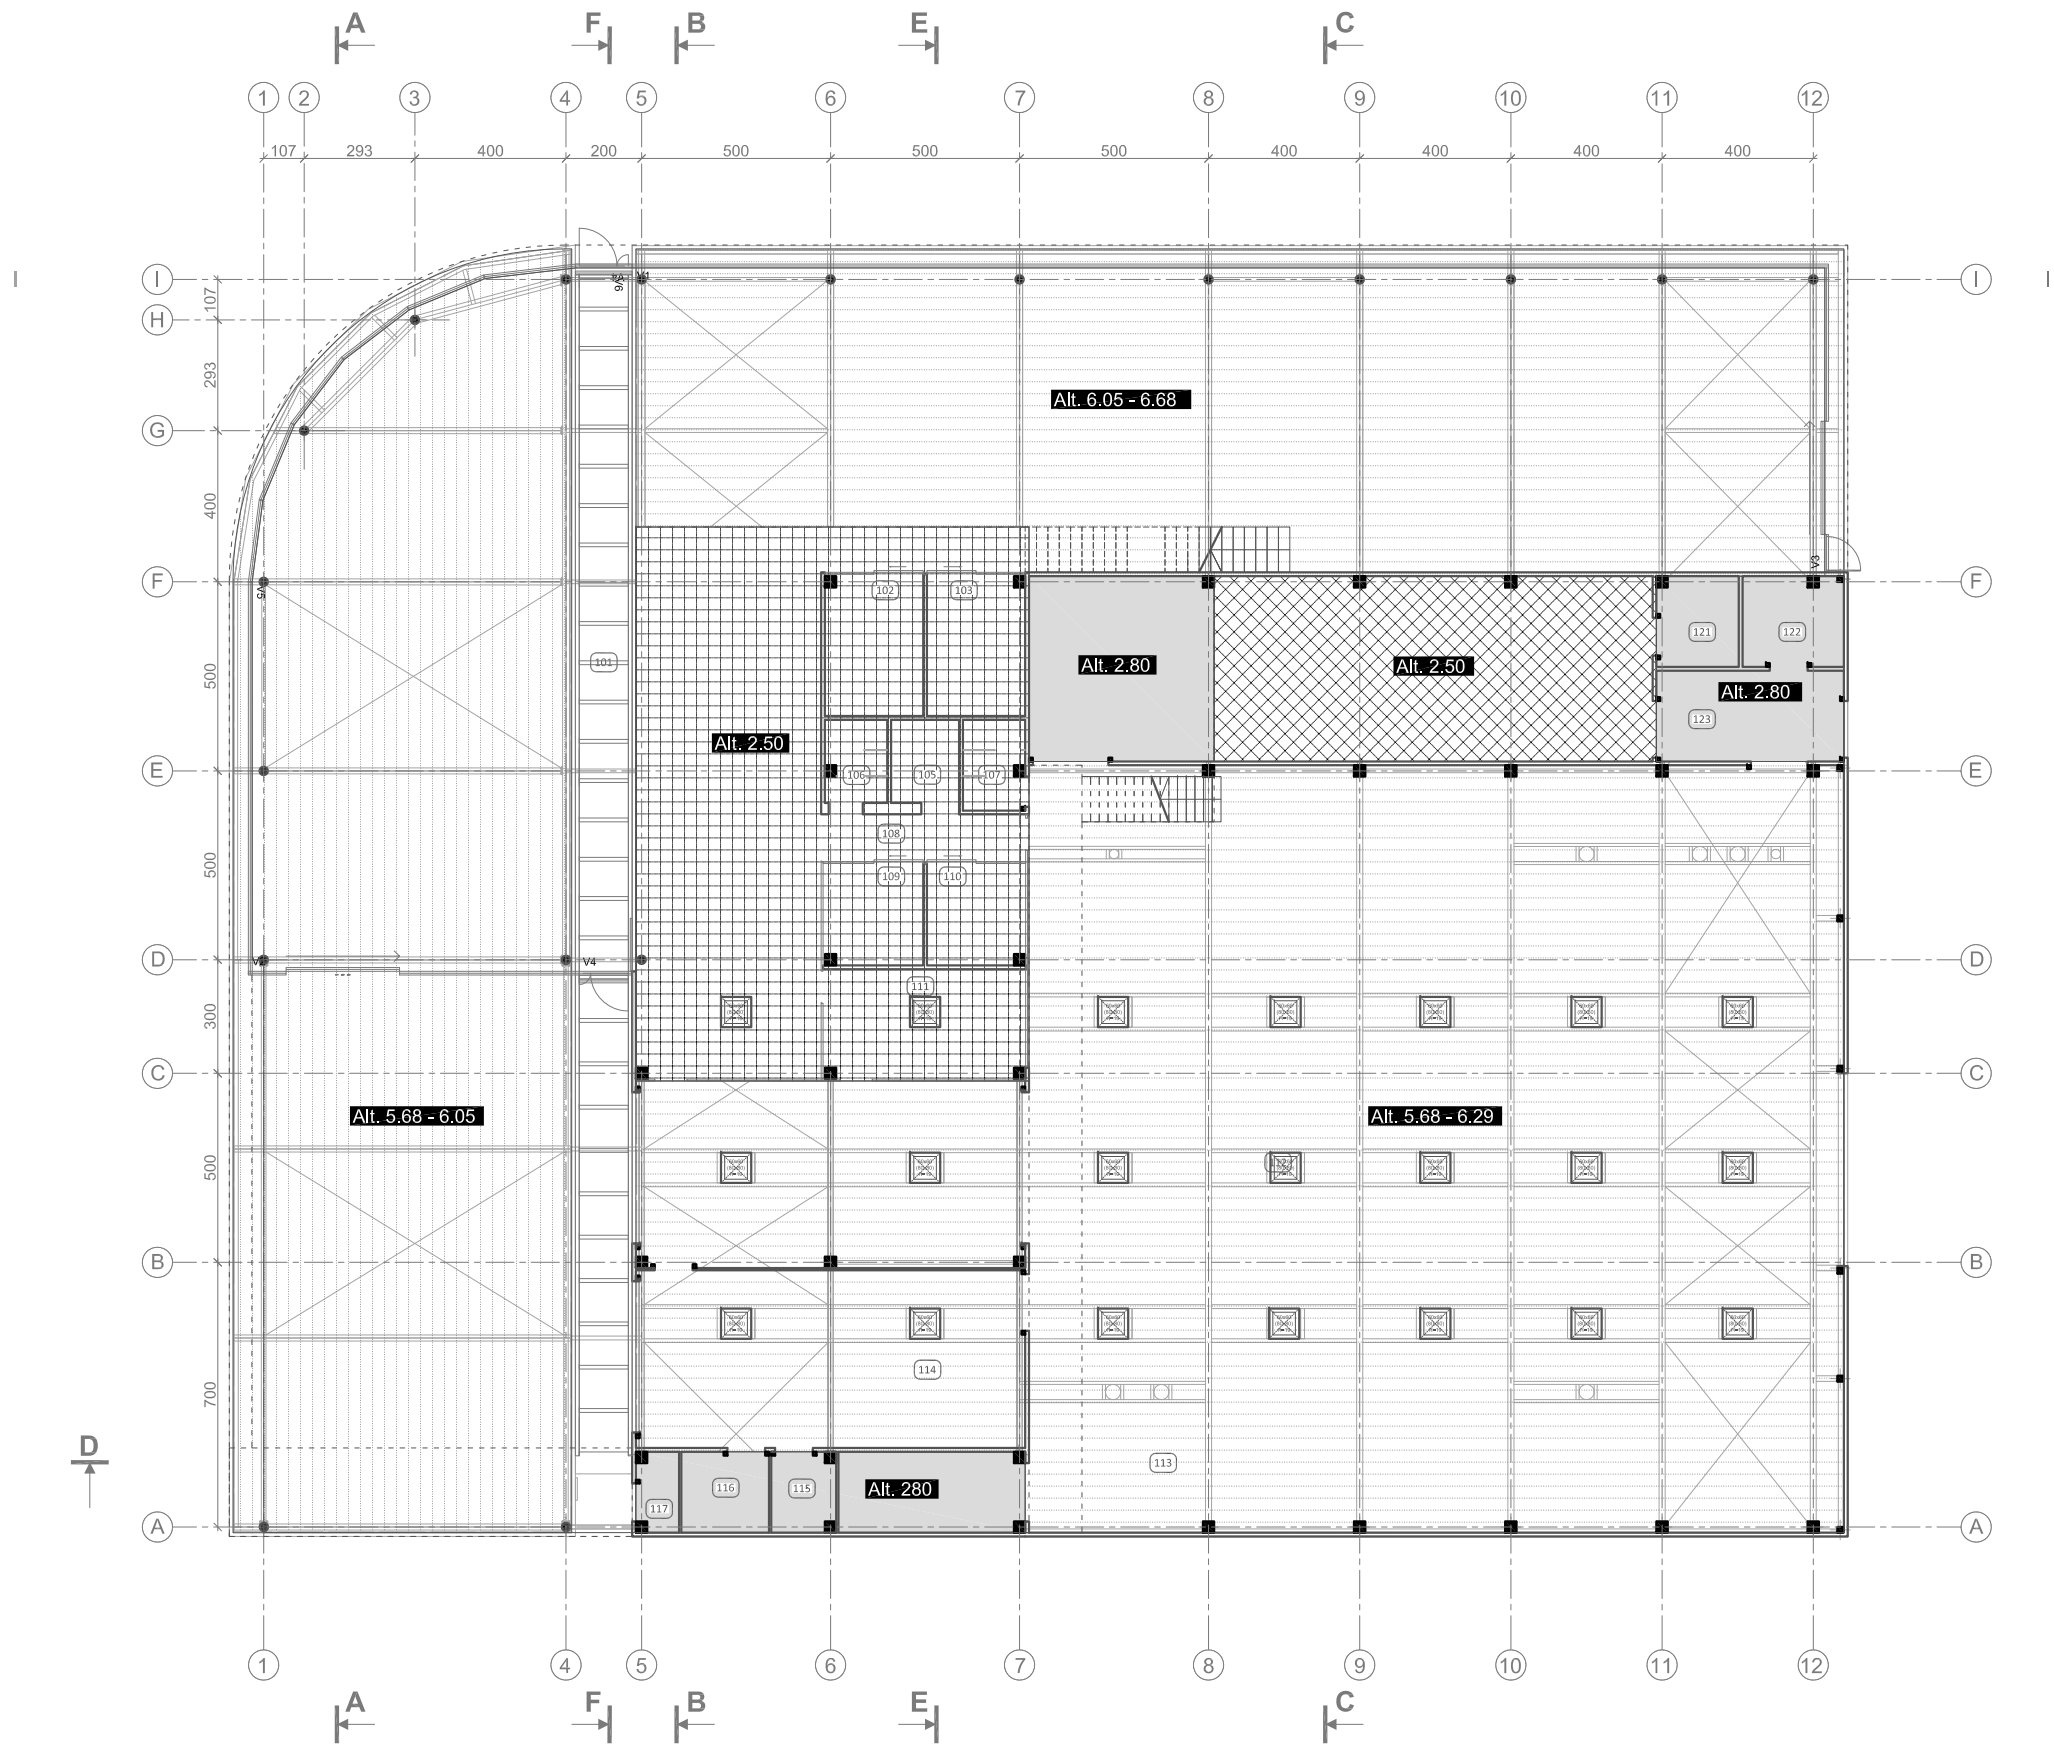 A F B E C
1 2 3 4 5 6 7 8 9 10 11 12
107 293 400 200 500 500 500 400 400 400 400
I V1 I
V6
107
H
293
Alt. 6.05 - 6.68
G
400
V3
F F
V5
102 103
121 122
101
Alt. 2.80 Alt. 2.50
500
Alt. 2.80
123
Alt. 2.50
E E
106 105 107
108
500
109 110
D V4 D
111
300
C C
Alt. 5.68 - 6.05 Alt. 5.68 - 6.29
500
B B
114
700
D
113
116 115 Alt. 280
117
A A
1 4 5 6 7 8 9 10 11 12
A F B E C